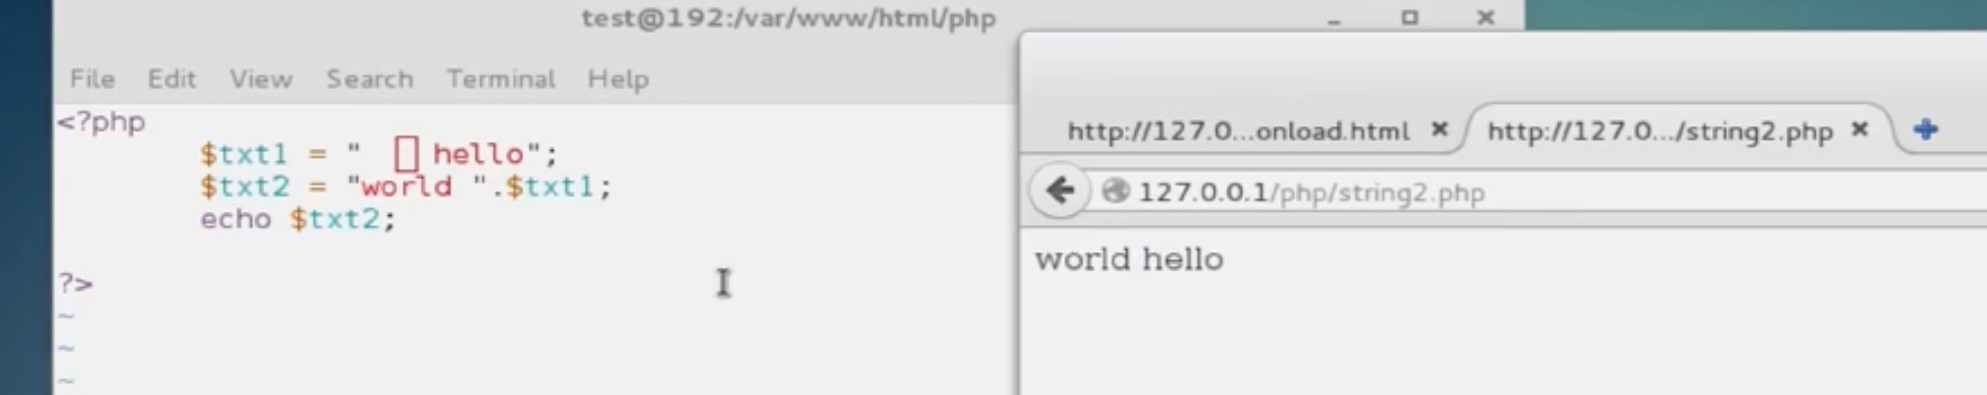 test@192:/var/www/html/php
File Edit View Search Terminal Help
<?php
$txt1 = "   hello";
$txt2 = "world ".$txt1;
echo $txt2;
?>
~
~
~
http://127.0...onload.html
http://127.0.../string2.php
127.0.0.1/php/string2.php
world hello